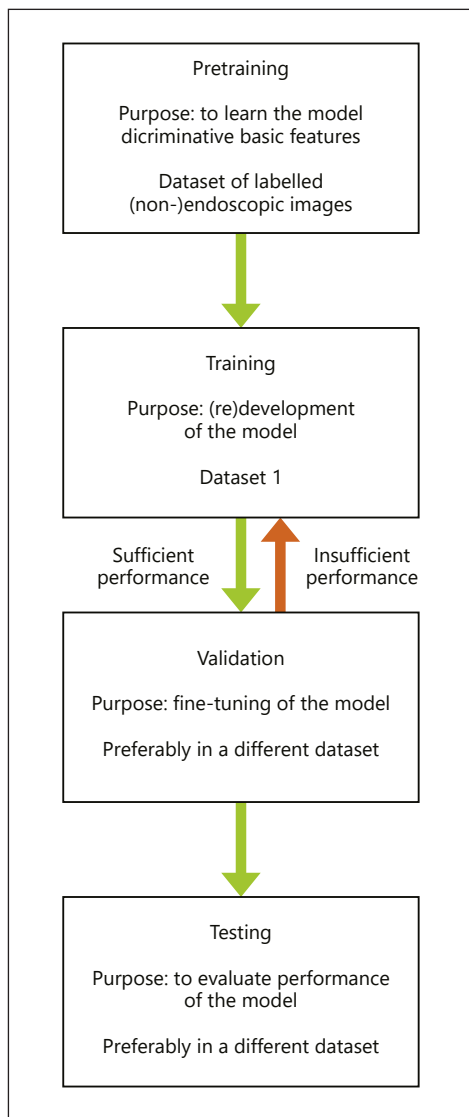 Pretraining
Purpose: to learn the model
dicriminative basic features
Dataset of labelled
(non-)endoscopic images
Training
Purpose: (re)development
of the model
Dataset 1
Sufficient
performance
Insufficient
performance
Validation
Purpose: fine-tuning of the model
Preferably in a different dataset
Testing
Purpose: to evaluate performance
of the model
Preferably in a different dataset